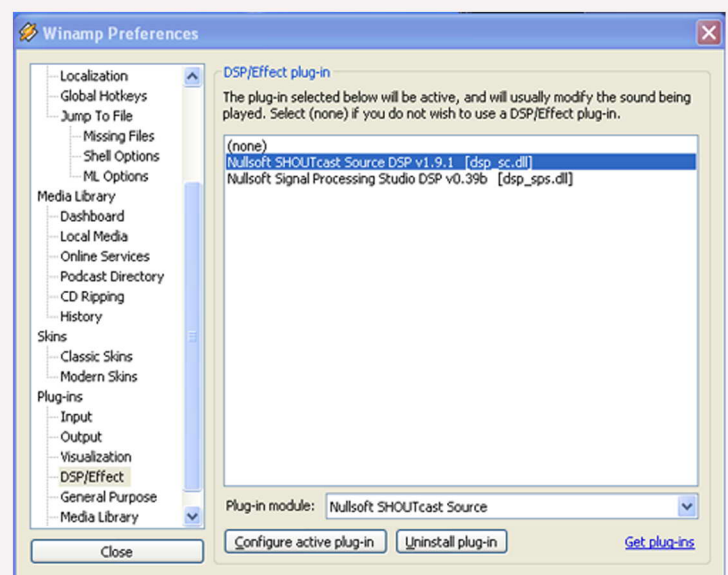 Winamp Preferences
Localization
Global Hotkeys
Jump To File
Missing Files
Shell Options
ML Options
Media Library
Dashboard
Local Media
Online Services
Podcast Directory
CD Ripping
History
Skins
Classic Skins
Modern Skins
Plug-ins
Input
Output
Visualization
DSP/Effect
General Purpose
Media Library
Close
DSP/Effect plug-in
The plug-in selected below will be active, and will usually modify the sound being
played. Select (none) if you do not wish to use a DSP/Effect plug-in.
(none)
Nullsoft SHOUTcast Source DSP v1.9.1 [dsp_sc.dll]
Nullsoft Signal Processing Studio DSP v0.39b [dsp_sps.dll]
Plug-in module: Nullsoft SHOUTcast Source
Configure active plug-in Uninstall plug-in Get plug-ins